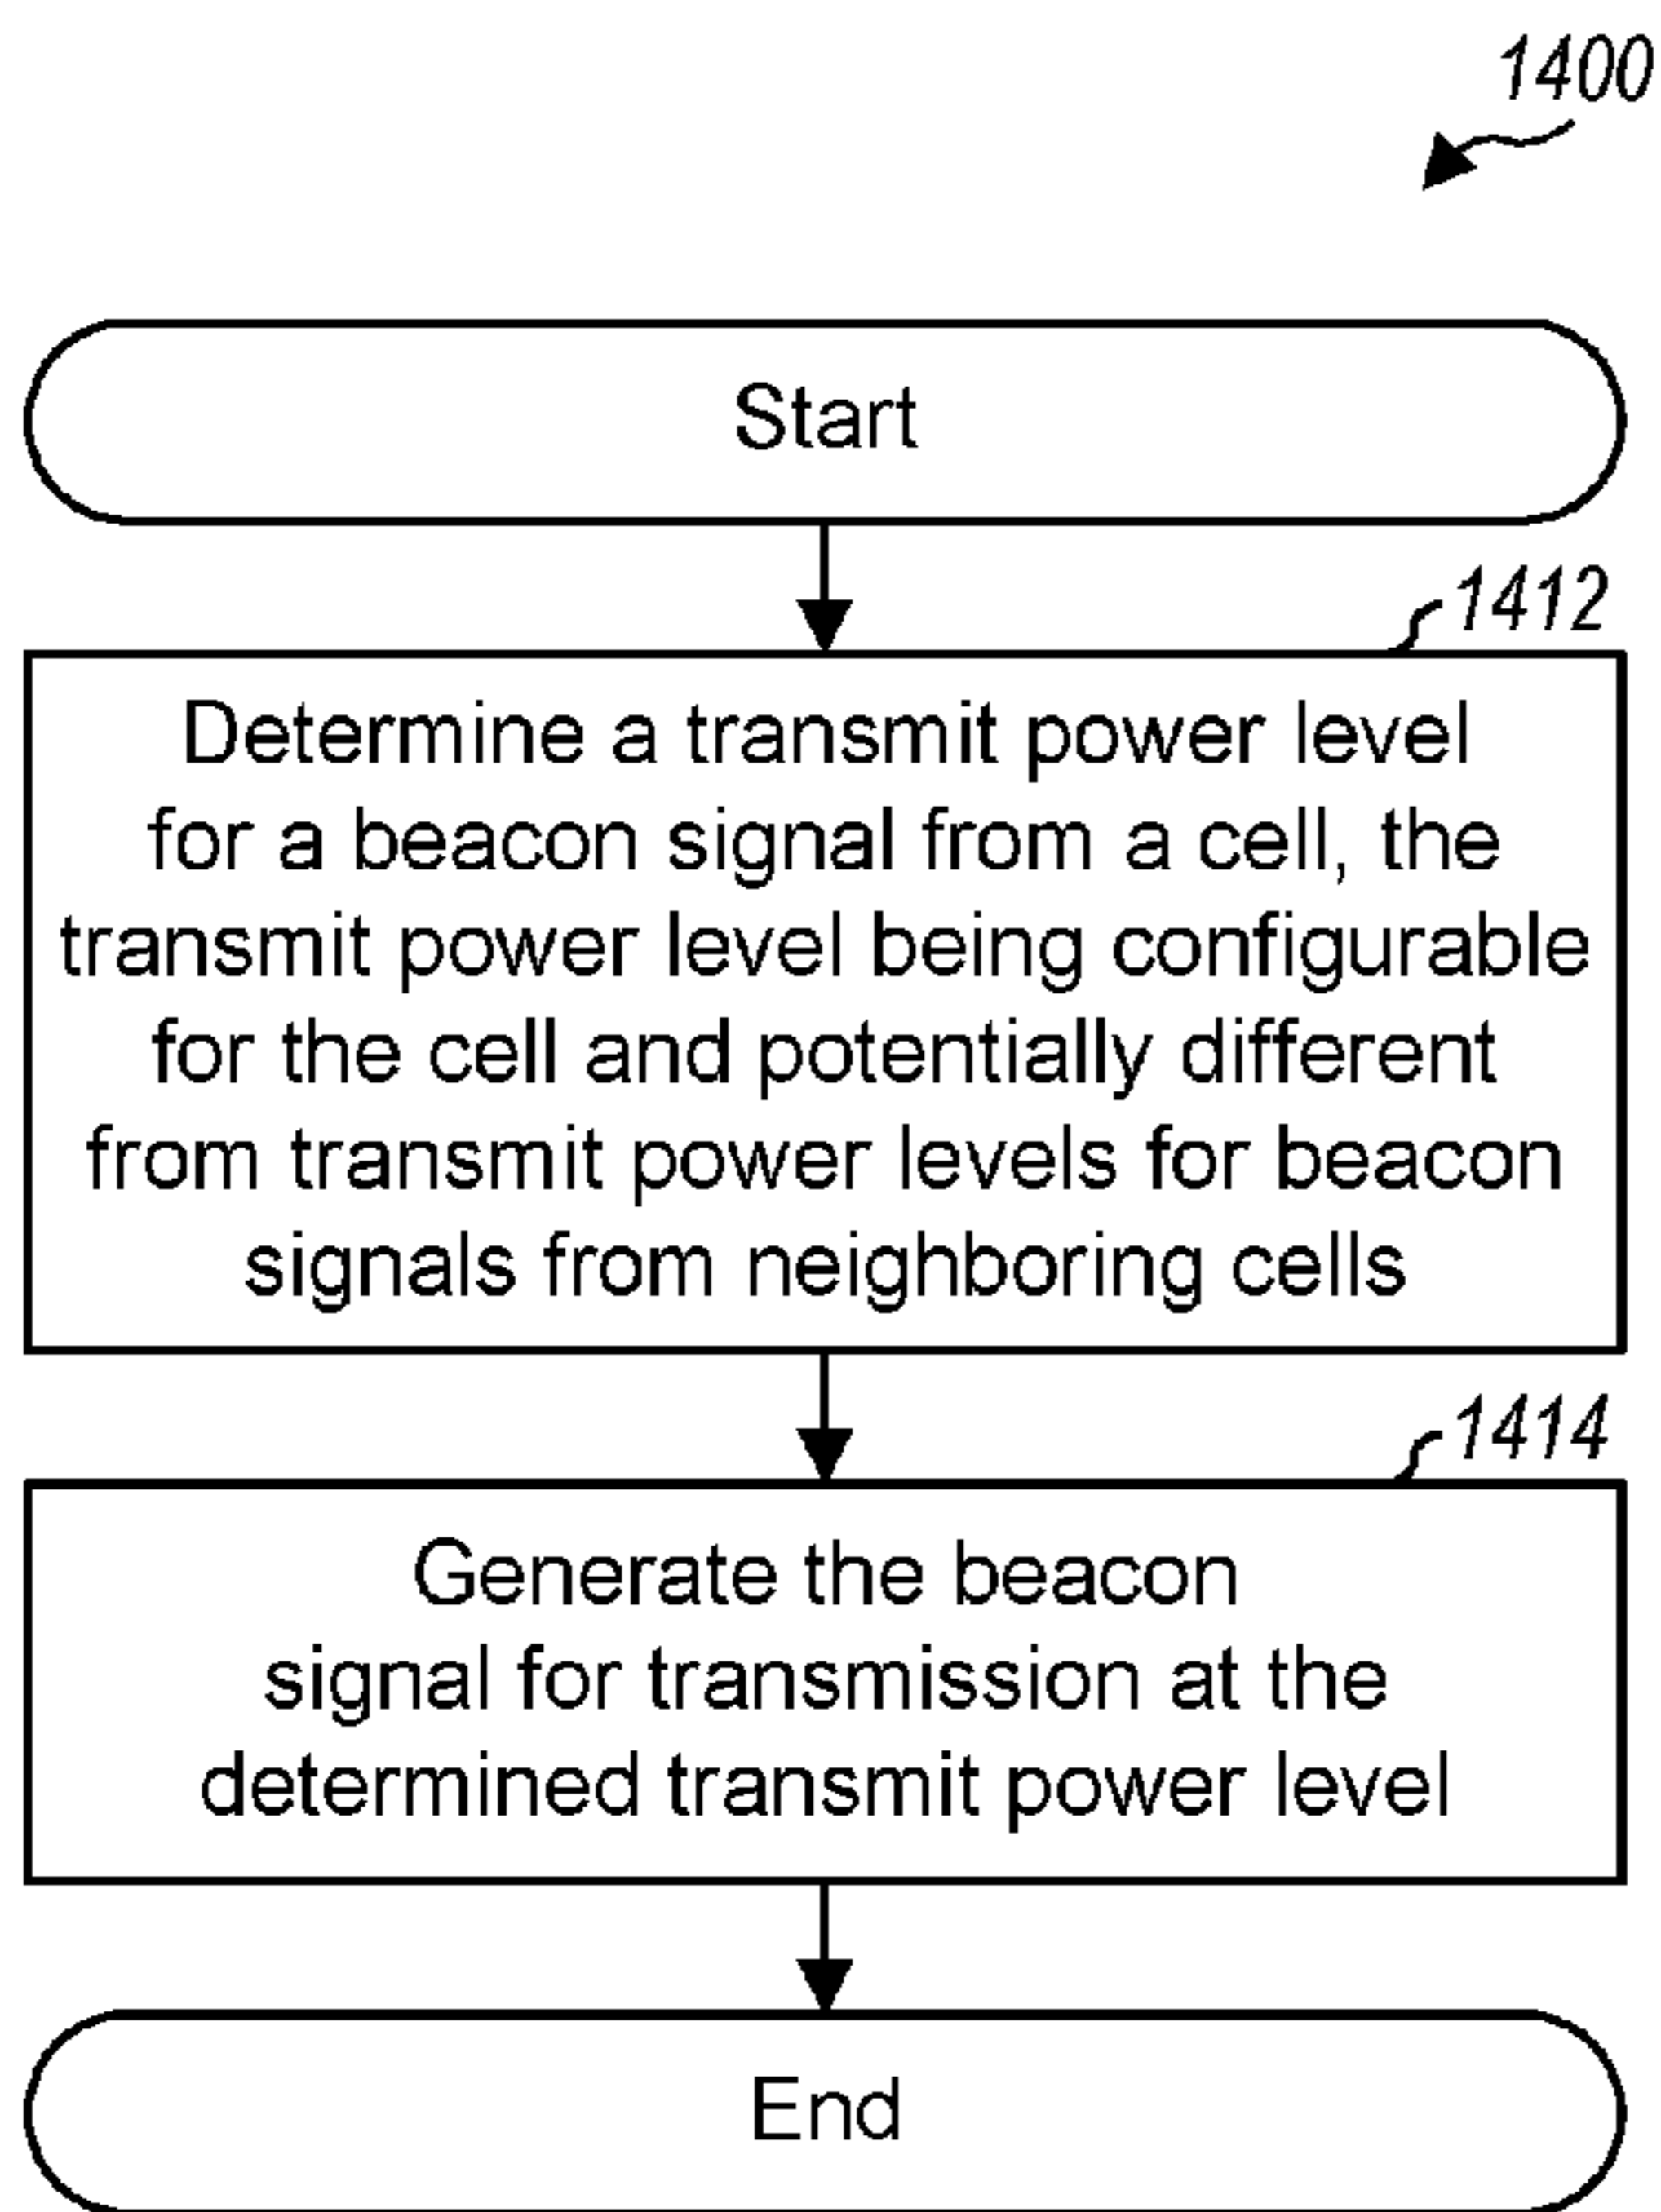 1400
Start
1412
Determine a transmit power level
for a beacon signal from a cell, the
transmit power level being configurable
for the cell and potentially different
from transmit power levels for beacon
signals from neighboring cells
1414
Generate the beacon
signal for transmission at the
determined transmit power level
End